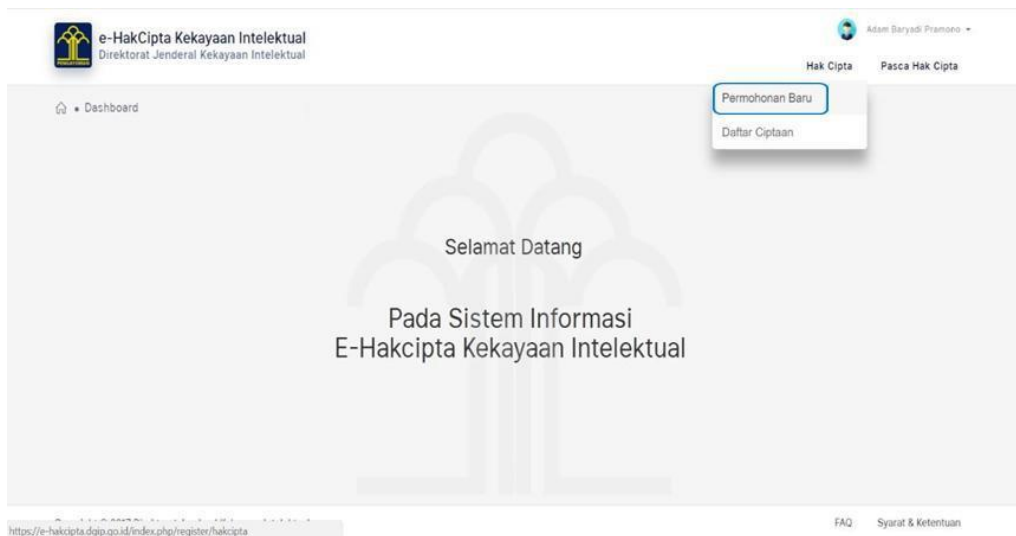 e-HakCipta Kekayaan Intelektual
Direktorat Jenderal Kekayaan Intelektual
Adam Baryadi Pramono
Hak Cipta Pasca Hak Cipta
Permohonan Baru
Daftar Ciptaan
Dashboard
Selamat Datang
Pada Sistem Informasi
E-Hakcipta Kekayaan Intelektual
FAQ Syarat & Ketentuan
https://e-hakcipta.dgip.go.id/index.php/register/hakcipta